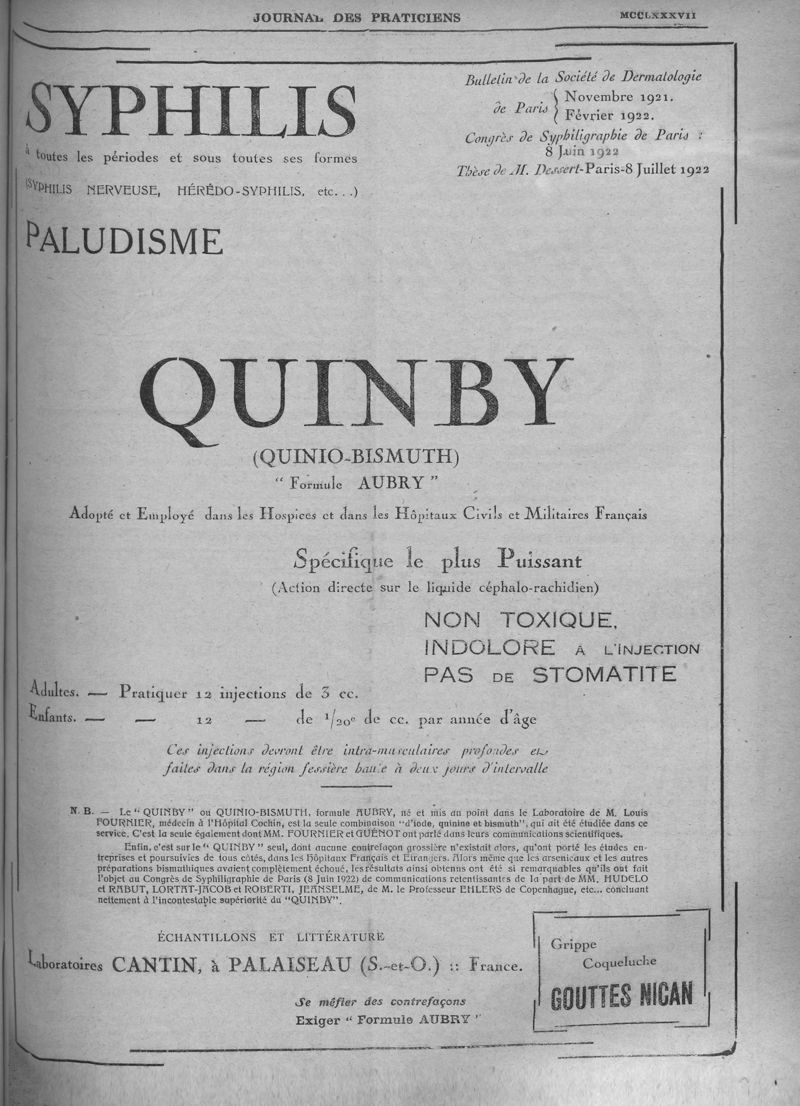 JOURNAL DES PRATICIENS
MCCLXXXVII
SYPHILIS
à toutes les périodes et sous toutes ses formes
(SYPHILIS NERVEUSE, HÉRÉDO-SYPHILIS, etc...)
PALUDISME
Bulletin de la Société de Dermatologie
de Paris { Novembre 1921.
Février 1922.
Congrès de Syphiligraphie de Paris :
8 Juin 1922
Thèse de M. Dessert-Paris-8 Juillet 1922
QUINBY
(QUINIO-BISMUTH)
“ Formule AUBRY ”
Adopté et Employé dans les Hospices et dans les Hôpitaux Civils et Militaires Français
Spécifique le plus Puissant
(Action directe sur le liquide céphalo-rachidien)
NON TOXIQUE,
INDOLORE À L'INJECTION
PAS DE STOMATITE
Adultes. — Pratiquer 12 injections de 3 cc.
Enfants. — — 12 — de 1/20e de cc. par année d'âge
Ces injections devront être intra-musculaires profondes et
faites dans la région fessière haute à deux jours d'intervalle
N. B. — Le “ QUINBY ” ou QUINIO-BISMUTH, formule AUBRY, né et mis au point dans le Laboratoire de M. Louis
FOURNIER, médecin à l'Hôpital Cochin, est la seule combinaison “d'iode, quinine et bismuth”, qui ait été étudiée dans ce
service. C'est la seule également dont MM. FOURNIER et GUÉNOT ont parlé dans leurs communications scientifiques.
Enfin, c'est sur le “ QUINBY ” seul, dont aucune contrefaçon grossière n'existait alors, qu'ont porté les études en-
treprises et poursuivies de tous côtés, dans les Hôpitaux Français et Étrangers. Alors même que les arsenicaux et les autres
préparations bismuthiques avaient complètement échoué, les résultats ainsi obtenus ont été si remarquables qu'ils ont fait
l'objet au Congrès de Syphiligraphie de Paris (8 Juin 1922) de communications retentissantes de la part de MM. HUDELO
et RABUT, LORTAT-JACOB et ROBERTI, JEANSELME, de M. le Professeur EHLERS de Copenhague, etc... concluant
nettement à l'incontestable supériorité du “QUINBY”.
ÉCHANTILLONS ET LITTÉRATURE
Laboratoires CANTIN, à PALAISEAU (S.-et-O.) :: France.
Se méfier des contrefaçons
Exiger “ Formule AUBRY ”
Grippe
Coqueluche
GOUTTES NICAN